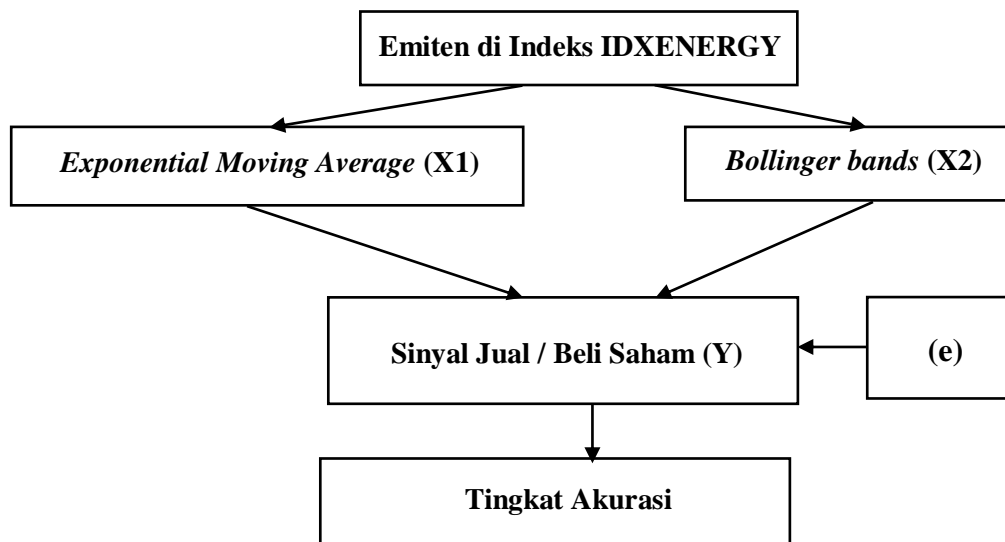 Emiten di Indeks IDXENERGY
Exponential Moving Average (X1)
Bollinger bands (X2)
Sinyal Jual / Beli Saham (Y)
(e)
Tingkat Akurasi